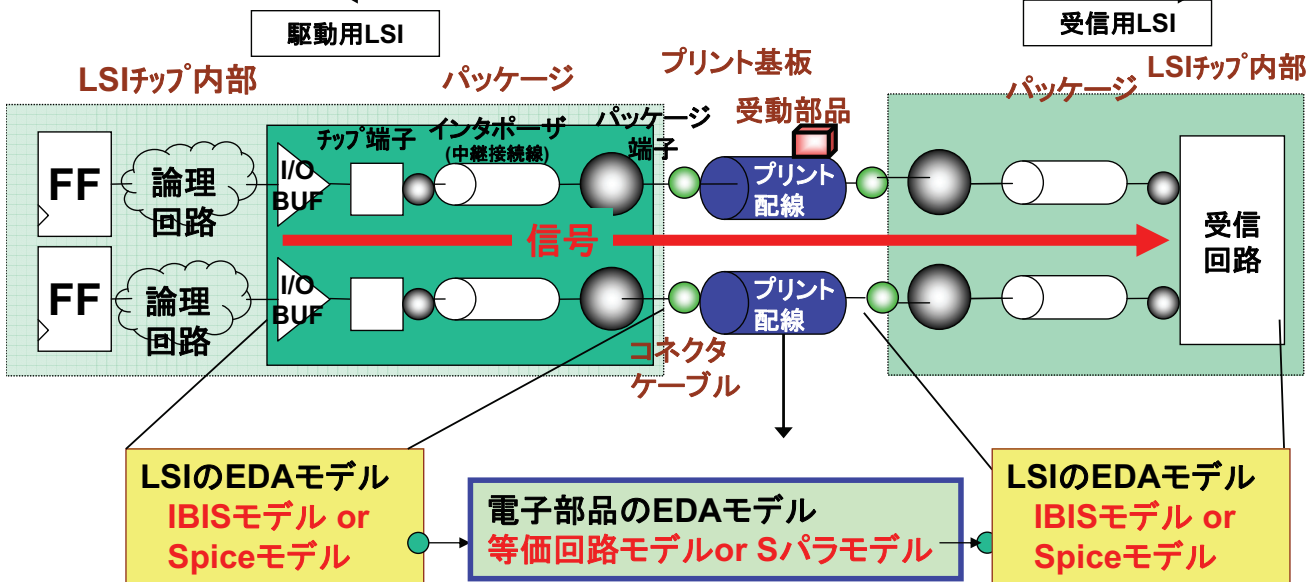 駆動用LSI
受信用LSI
LSIチップ内部
パッケージ
プリント基板
受動部品
パッケージ
LSIチップ内部
チップ端子
インタポーザ
(中継接続線)
パッケージ
端子
FF
論理
回路
I/O
BUF
プリント
配線
信号
受信
回路
FF
論理
回路
I/O
BUF
プリント
配線
コネクタ
ケーブル
LSIのEDAモデル
IBISモデル or
Spiceモデル
電子部品のEDAモデル
等価回路モデルor Sパラモデル
LSIのEDAモデル
IBISモデル or
Spiceモデル